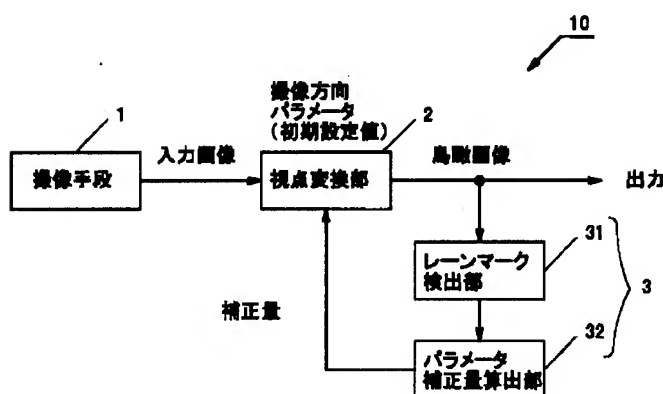 10
撮像方向
パラメータ
(初期設定値)
1
2
入力画像
鳥瞰画像
撮像手段
視点変換部
出力
レーンマーク
検出部
31
3
補正量
32
パラメータ
補正量算出部